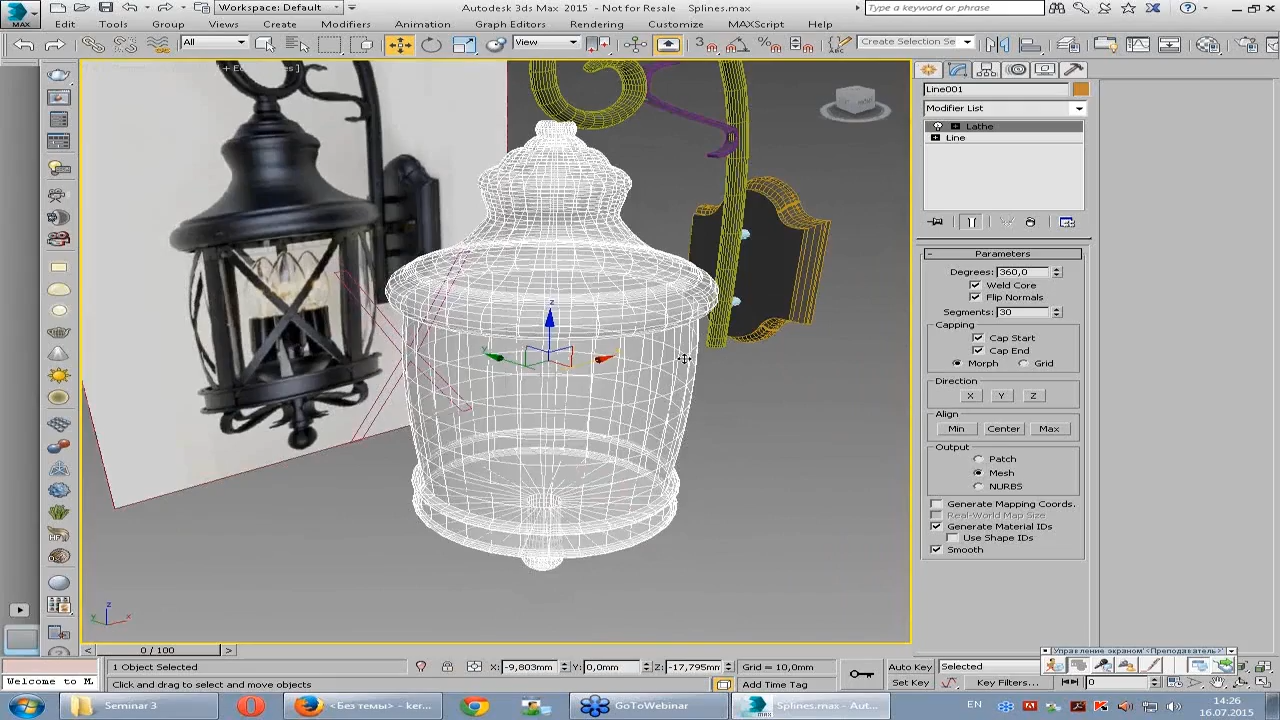 MAX
Workspace: Default
Autodesk 3ds Max 2015 - Not for Resale
Splines.max
Type a keyword or phrase
Create
Modifiers
Animation
Graph Editors
Rendering
Customize
MAXScript
Help
All
View
Create Selection Se
Line001
Modifier List
Lathe
Line
Parameters
Degrees: 360,0
Weld Core
Flip Normals
Segments: 30
Capping
Cap Start
Cap End
Morph
Grid
Direction
X
Y
Z
Align
Min
Center
Max
Output
Patch
Mesh
NURBS
Generate Mapping Coords.
Real-World Map Size
Generate Material IDs
Use Shape IDs
Smooth
z
x
0 / 100
Управление экраном"<Преподаватель>"
1 Object Selected
X: -9,803mm
Y: 0,0mm
Z: -17,795mm
Grid = 10,0mm
Auto Key
Selected
Welcome to M
Click and drag to select and move objects
Add Time Tag
Set Key
Key Filters...
0
Seminar 3
<Без темы> - ker...
GoToWebinar
Splines.max - Aut...
EN
14:26
16.07.2015